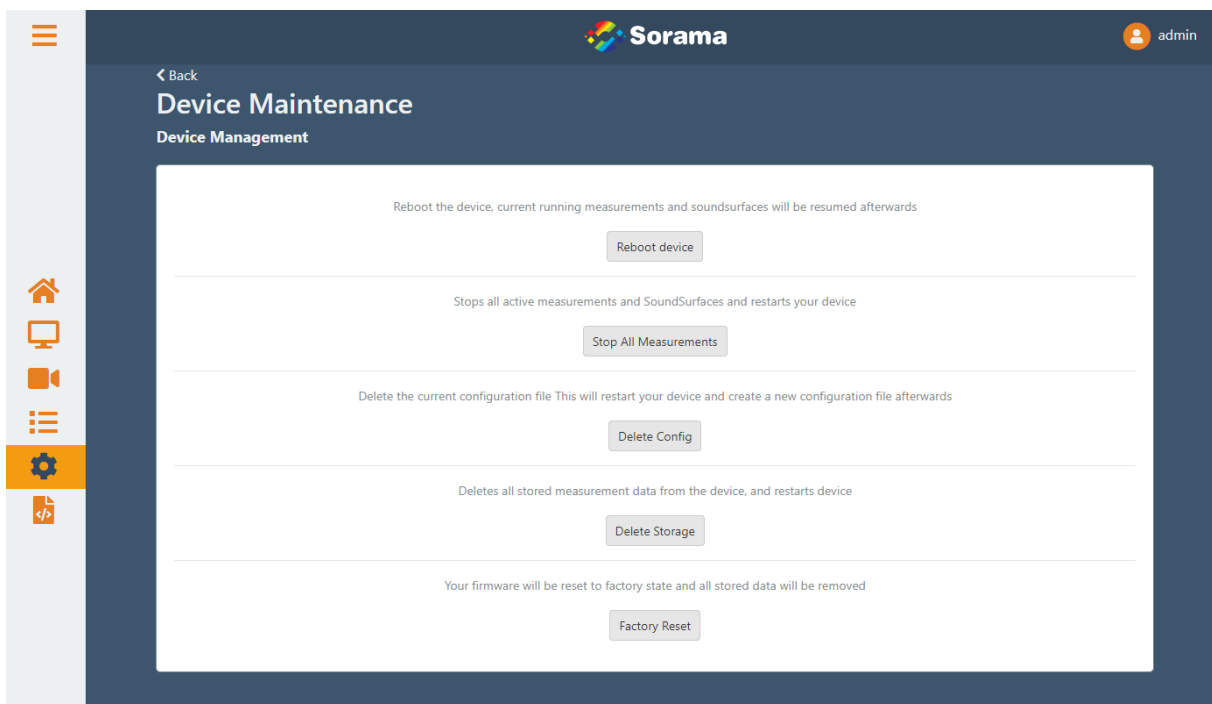 Sorama
admin
Back
Device Maintenance
Device Management
Reboot the device, current running measurements and soundsurfaces will be resumed afterwards
Reboot device
Stops all active measurements and SoundSurfaces and restarts your device
Stop All Measurements
Delete the current configuration file This will restart your device and create a new configuration file afterwards
Delete Config
Deletes all stored measurement data from the device, and restarts device
Delete Storage
Your firmware will be reset to factory state and all stored data will be removed
Factory Reset